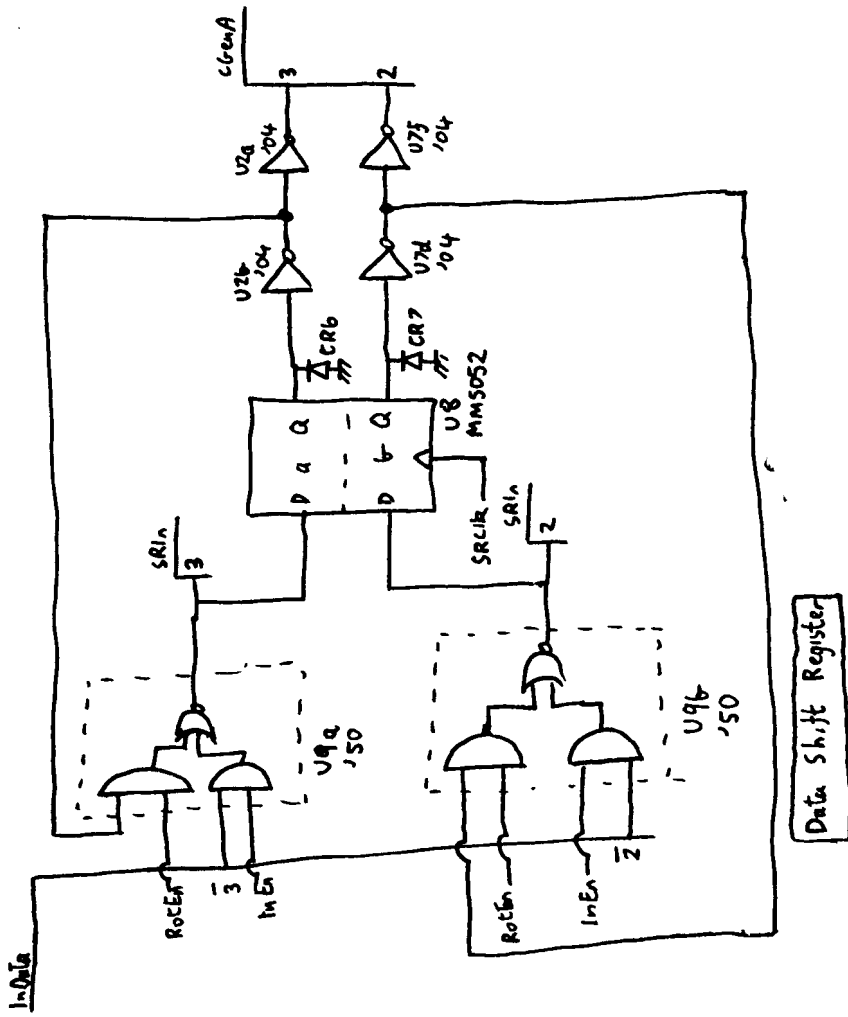 CGenA
3
2
U2a
'04
U7f
'04
U2b
'04
U7d
'04
CR6
CR7
D a Q
D b Q
U8
MM5052
SRClk
SRIn
3
SRIn
2
U9a
'50
U9b
'50
InData
RotEn
3
InEn
RotEn
InEn
2
Data Shift Register